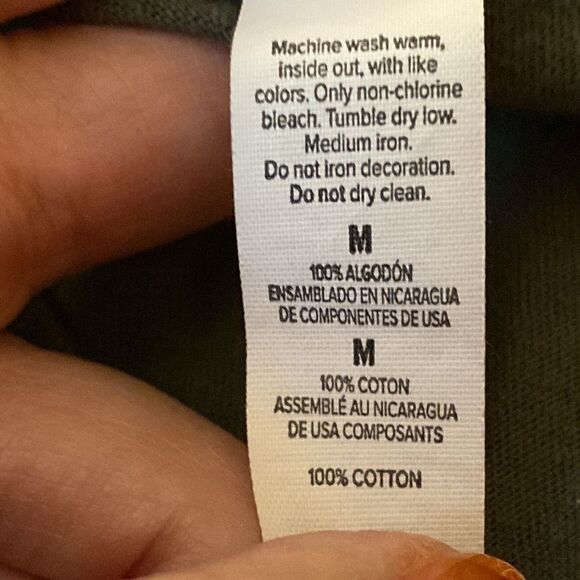 Machine wash warm,
inside out, with like
colors. Only non-chlorine
bleach. Tumble dry low.
Medium iron.
Do not iron decoration.
Do not dry clean.
M
100% ALGODÓN
ENSAMBLADO EN NICARAGUA
DE COMPONENTES DE USA
M
100% COTON
ASSEMBLÉ AU NICARAGUA
DE USA COMPOSANTS
100% COTTON